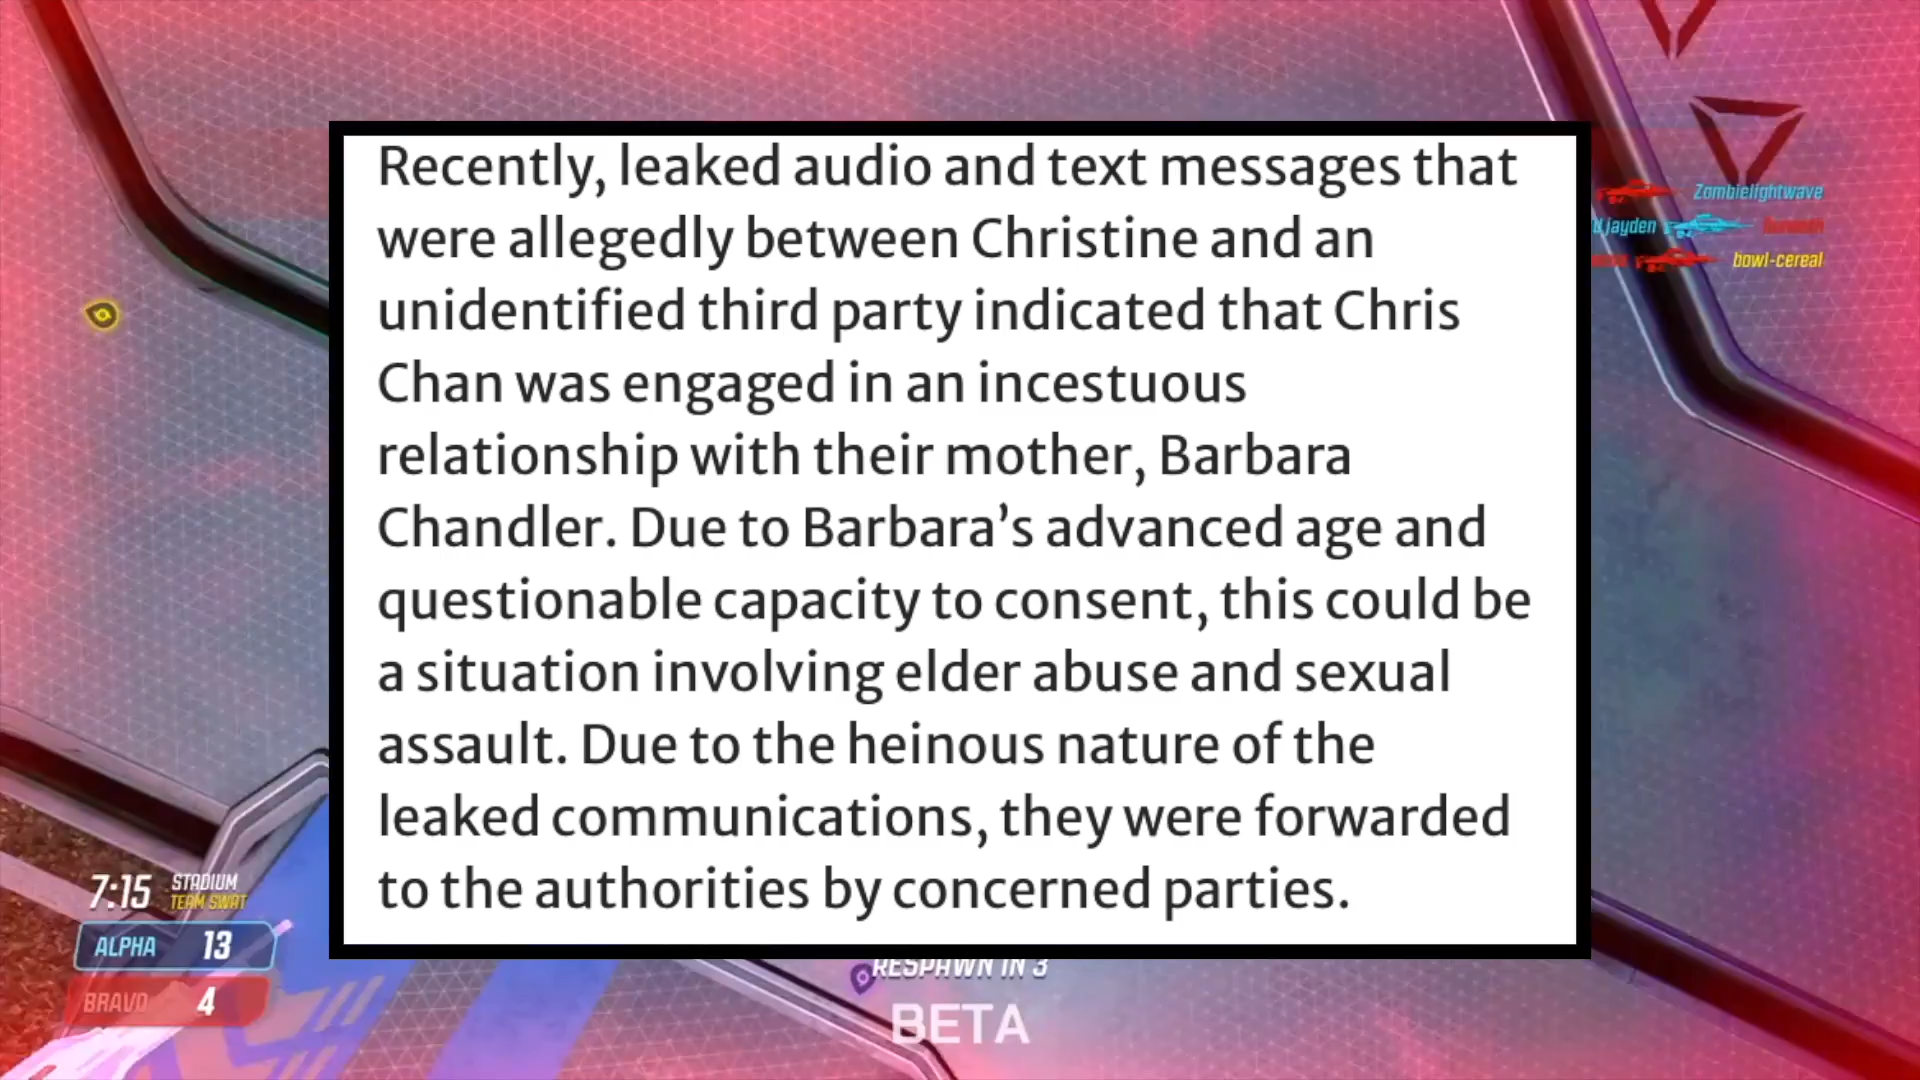 Recently, leaked audio and text messages that
were allegedly between Christine and an
unidentified third party indicated that Chris
Chan was engaged in an incestuous
relationship with their mother, Barbara
Chandler. Due to Barbara’s advanced age and
questionable capacity to consent, this could be
a situation involving elder abuse and sexual
assault. Due to the heinous nature of the
leaked communications, they were forwarded
to the authorities by concerned parties.
Zombielightwave
jayden
bowl-cereal
7:15 STADIUM
TEAM SWAT
ALPHA 13
BRAVO 4
RESPAWN IN 3
BETA